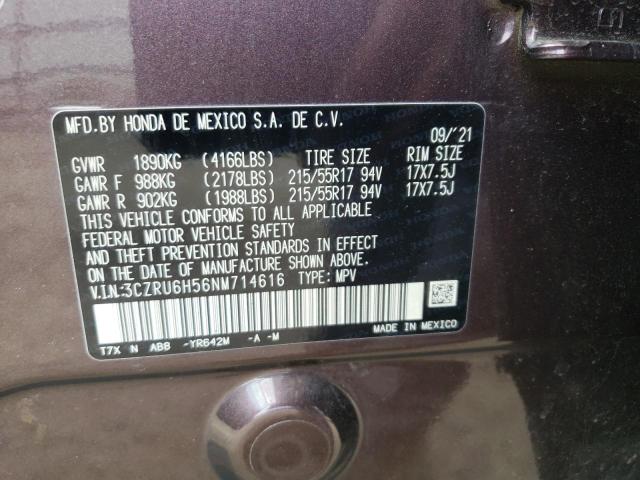 MFD.BY HONDA DE MEXICO S.A. DE C.V.
09/'21
GVWR 1890KG (4166LBS) TIRE SIZE RIM SIZE
GAWR F 988KG (2178LBS) 215/55R17 94V 17X7.5J
GAWR R 902KG (1988LBS) 215/55R17 94V 17X7.5J
THIS VEHICLE CONFORMS TO ALL APPLICABLE
FEDERAL MOTOR VEHICLE SAFETY
AND THEFT PREVENTION STANDARDS IN EFFECT
ON THE DATE OF MANUFACTURE SHOWN ABOVE.
V.I.N:3CZRU6H56NM714616 TYPE: MPV
MADE IN MEXICO
T7X N AB8 -YR642M -A -M